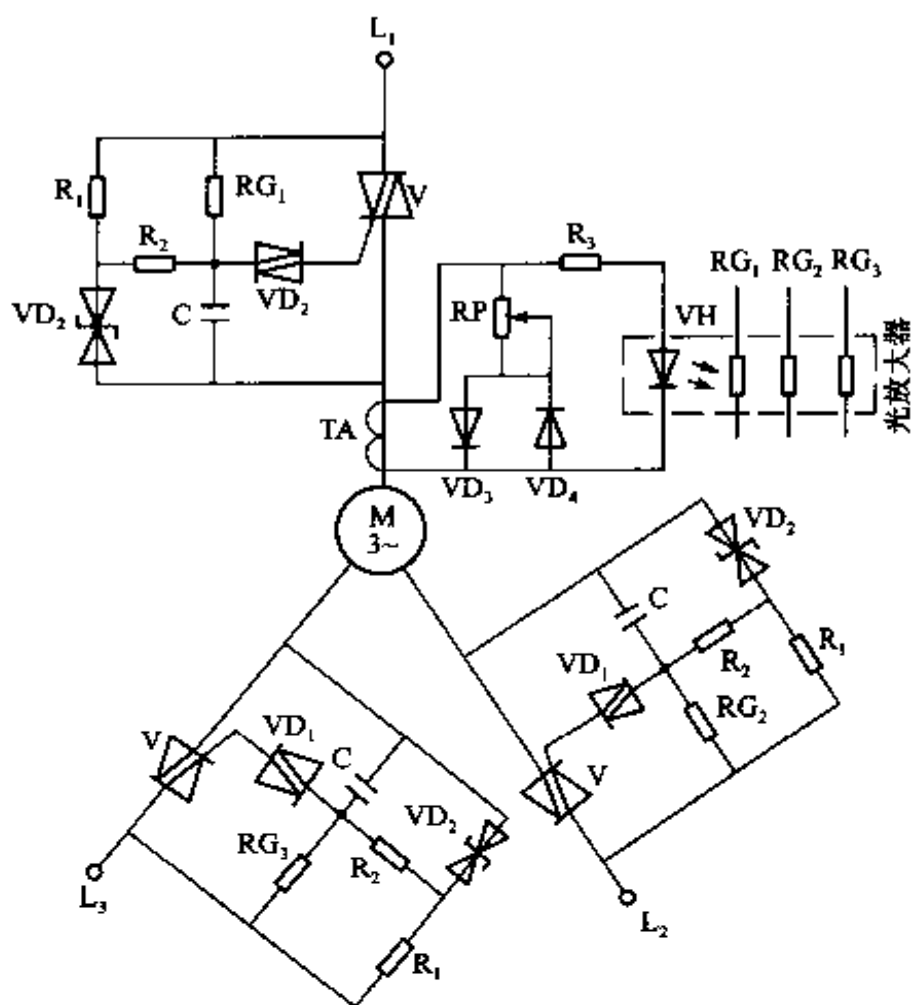 L₁
R₁
RG₁
V
R₂
VD₂
VD₂
C
R₃
RG₁ RG₂ RG₃
RP
VH
光放大器
TA
VD₃
VD₄
M
3~
VD₂
C
R₂
R₁
VD₁
RG₂
V
V
VD₁
C
VD₂
RG₃
R₂
L₃
R₁
L₂